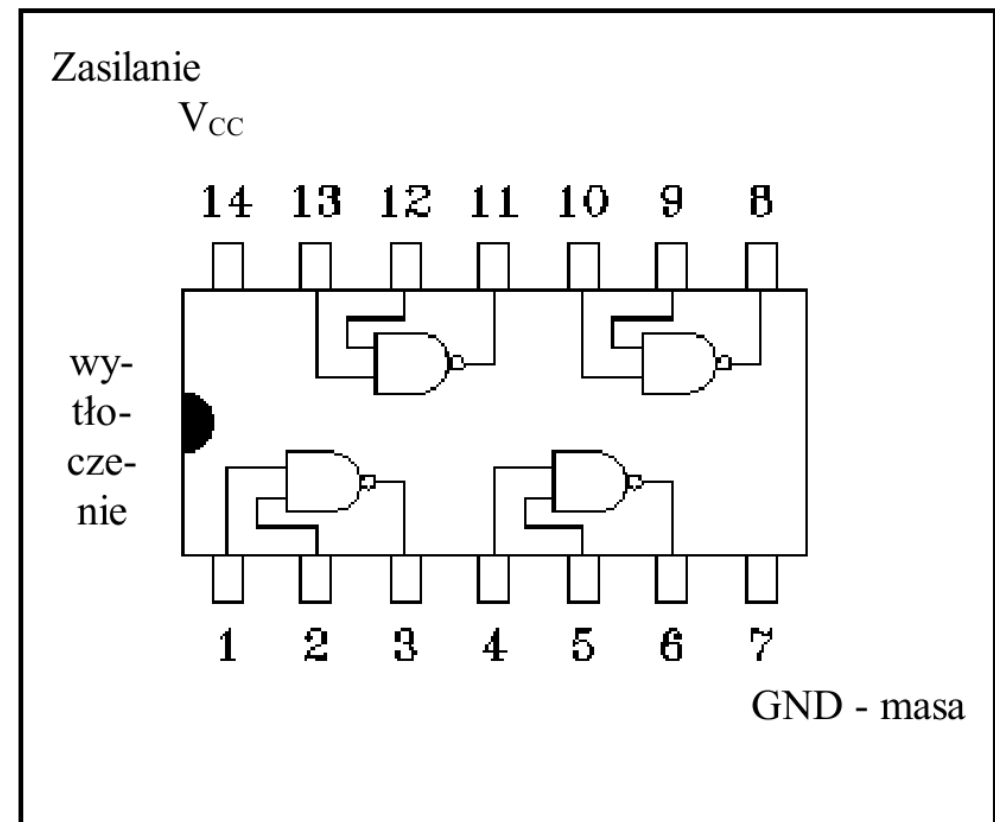 Zasilanie
VCC
14 13 12 11 10 9 8
wy-
tło-
cze-
nie
1 2 3 4 5 6 7
GND - masa